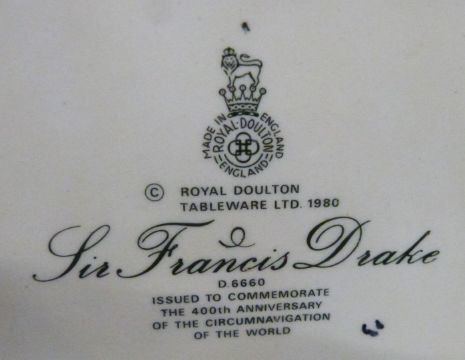 MADE IN ENGLAND
ROYAL·DOULTON
ENGLAND
© ROYAL DOULTON
TABLEWARE LTD. 1980
Sir Francis Drake
D.6660
ISSUED TO COMMEMORATE
THE 400th ANNIVERSARY
OF THE CIRCUMNAVIGATION
OF THE WORLD